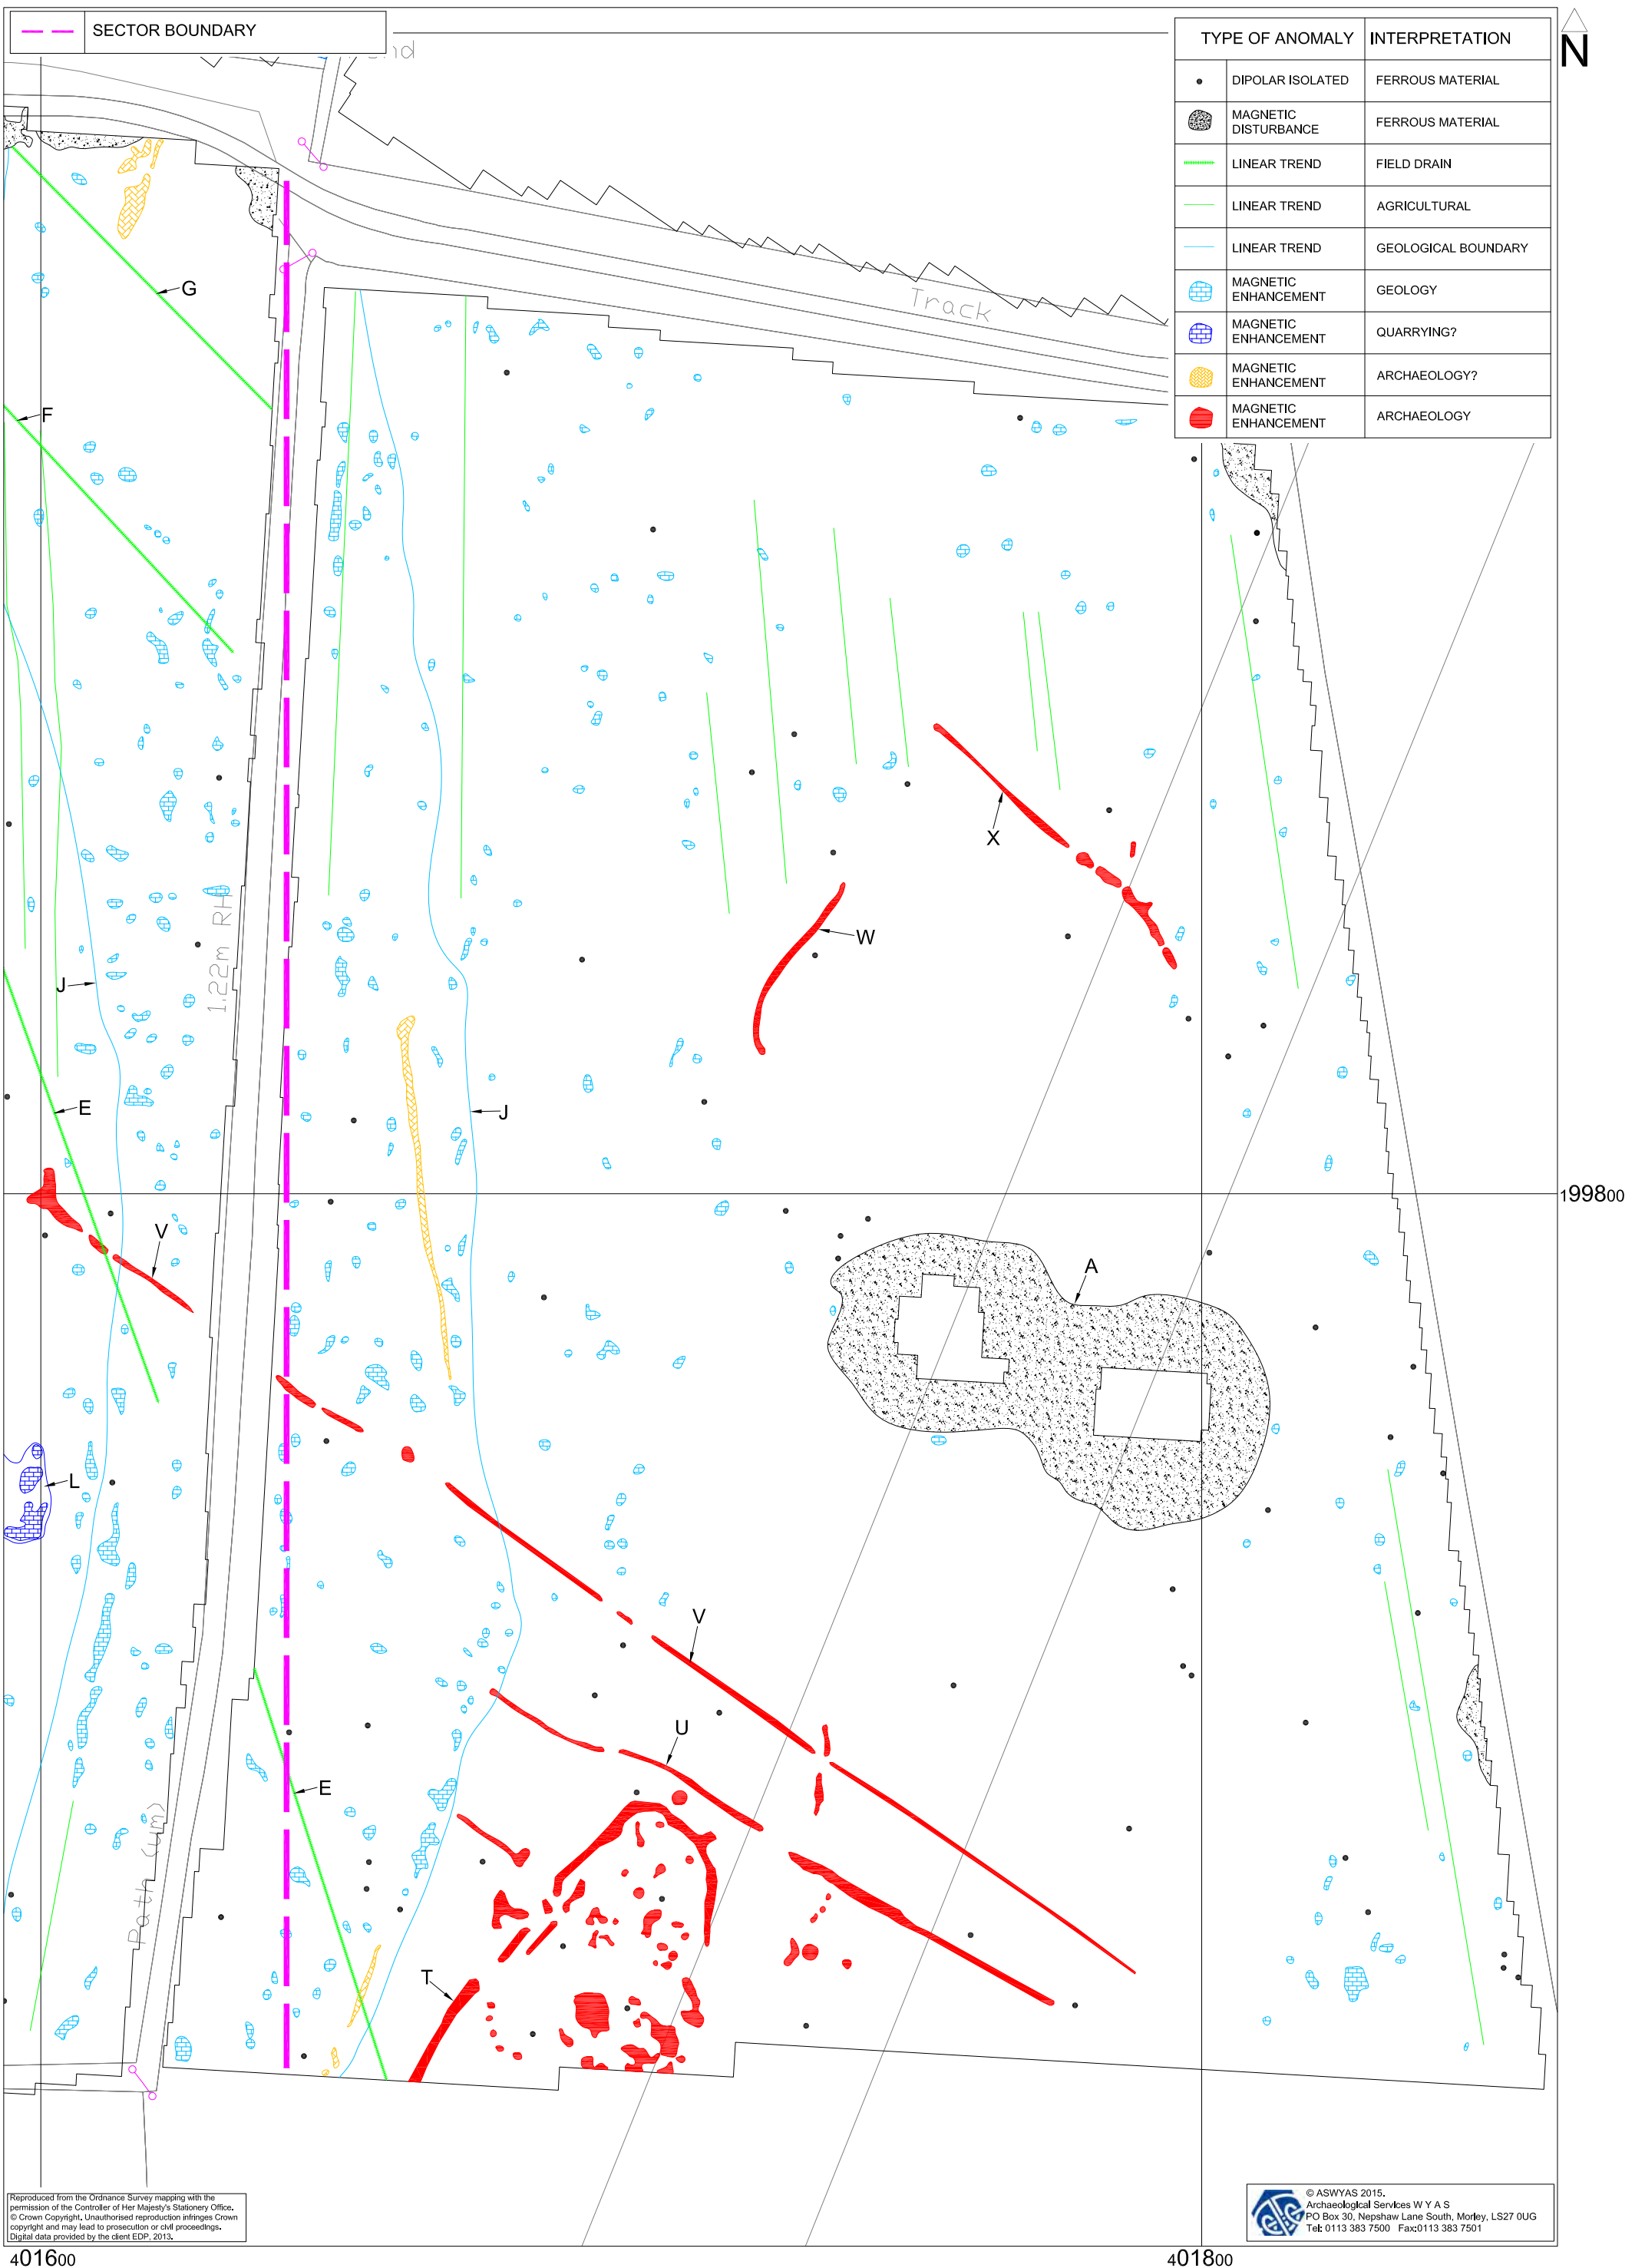 SECTOR BOUNDARY
N
TYPE OF ANOMALY INTERPRETATION
DIPOLAR ISOLATED FERROUS MATERIAL
MAGNETIC
DISTURBANCE
FERROUS MATERIAL
LINEAR TREND FIELD DRAIN
LINEAR TREND AGRICULTURAL
LINEAR TREND GEOLOGICAL BOUNDARY
MAGNETIC
ENHANCEMENT
GEOLOGY
MAGNETIC
ENHANCEMENT
QUARRYING?
MAGNETIC
ENHANCEMENT
ARCHAEOLOGY?
MAGNETIC
ENHANCEMENT
ARCHAEOLOGY
Track
G
F
X
W
1.22m RH
J
E
J
199800
V
A
L
V
U
E
Path (um)
T
Reproduced from the Ordnance Survey mapping with the
permission of the Controller of Her Majesty's Stationery Office.
© Crown Copyright. Unauthorised reproduction infringes Crown
copyright and may lead to prosecution or civil proceedings.
Digital data provided by the client EDP, 2013.
© ASWYAS 2015.
Archaeological Services W Y A S
PO Box 30, Nepshaw Lane South, Morley, LS27 0UG
Tel: 0113 383 7500 Fax:0113 383 7501
401600
401800